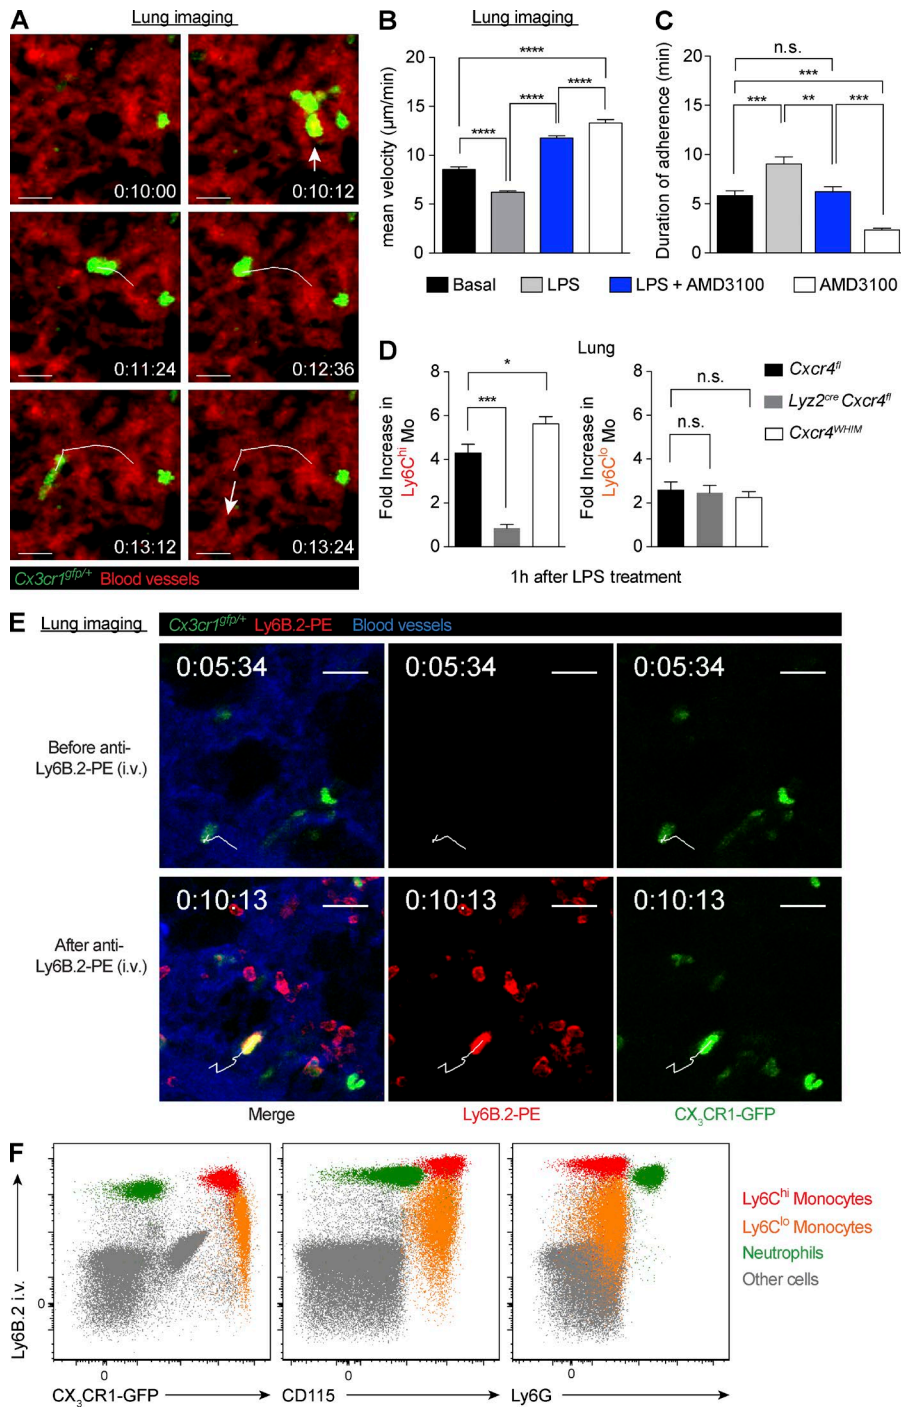 A
Lung imaging
0:10:00
0:10:12
0:11:24
0:12:36
0:13:12
0:13:24
Cx3cr1gfp/+ Blood vessels
B
Lung imaging
mean velocity (μm/min)
20
15
10
5
0
****
****
****
****
C
Duration of adherence (min)
20
15
10
5
0
n.s.
***
***
**
***
Basal
LPS
LPS + AMD3100
AMD3100
D
Lung
Fold Increase in
Ly6Chi Mo
8
6
4
2
0
*
***
Fold Increase in
Ly6Clo Mo
8
6
4
2
0
n.s.
n.s.
Cxcr4fl
Lyz2cre Cxcr4fl
Cxcr4WHIM
1h after LPS treatment
E
Lung imaging
Cx3cr1gfp/+ Ly6B.2-PE Blood vessels
Before anti-
Ly6B.2-PE (i.v.)
0:05:34
0:05:34
0:05:34
After anti-
Ly6B.2-PE (i.v.)
0:10:13
0:10:13
0:10:13
Merge
Ly6B.2-PE
CX3CR1-GFP
F
Ly6B.2 i.v.
0
0
0
0
CX3CR1-GFP
CD115
Ly6G
Ly6Chi Monocytes
Ly6Clo Monocytes
Neutrophils
Other cells